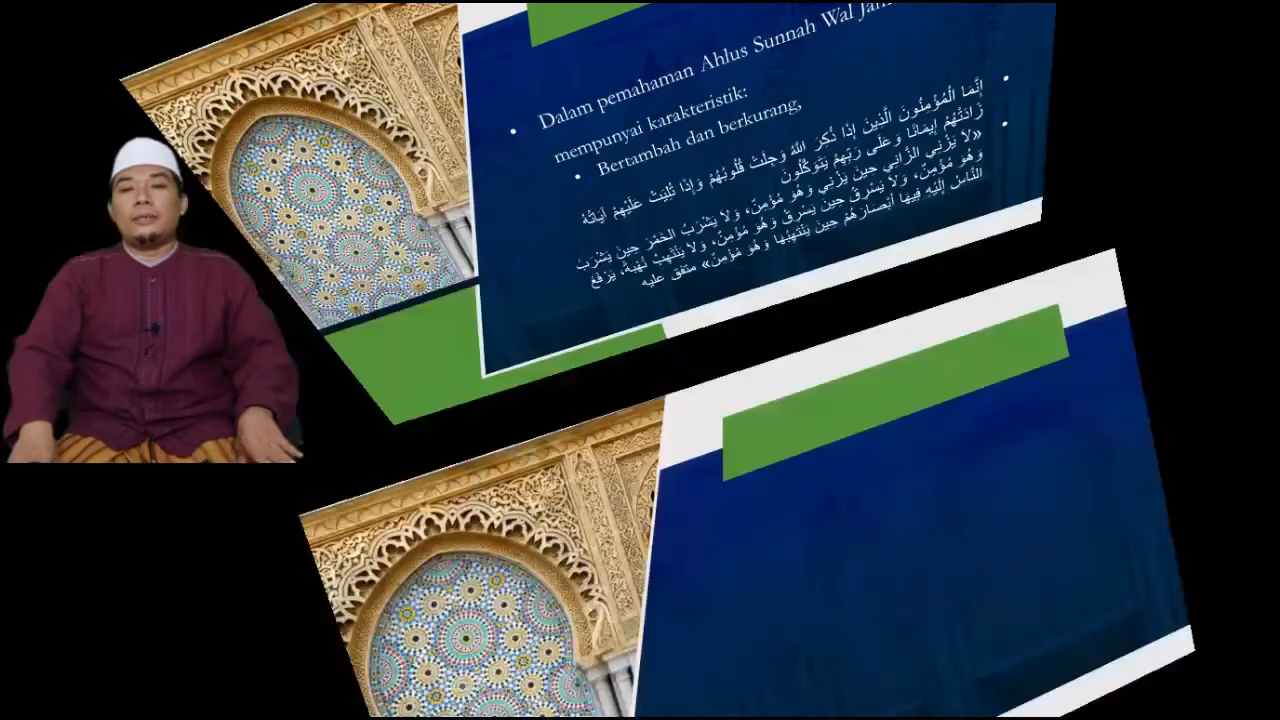 Dalam pemahaman Ahlus Sunnah Wal
mempunyai karakteristik:
Bertambah dan berkurang,
إِنَّمَا الْمُؤْمِنُونَ الَّذِينَ إِذَا ذُكِرَ اللَّهُ وَجِلَتْ قُلُوبُهُمْ وَإِذَا تُلِيَتْ عَلَيْهِمْ آيَاتُهُ
زَادَتْهُمْ إِيمَانًا وَعَلَى رَبِّهِمْ يَتَوَكَّلُونَ
«لاَ يَزْنِي الزَّانِي حِينَ يَزْنِي وَهُوَ مُؤْمِنٌ، وَلاَ يَشْرَبُ الخَمْرَ حِينَ يَشْرَبُ
وَهُوَ مُؤْمِنٌ، وَلاَ يَسْرِقُ حِينَ يَسْرِقُ وَهُوَ مُؤْمِنٌ، وَلاَ يَنْتَهِبُ نُهْبَةً، يَرْفَعُ
النَّاسُ إِلَيْهِ فِيهَا أَبْصَارَهُمْ حِينَ يَنْتَهِبُهَا وَهُوَ مُؤْمِنٌ» متفق عليه